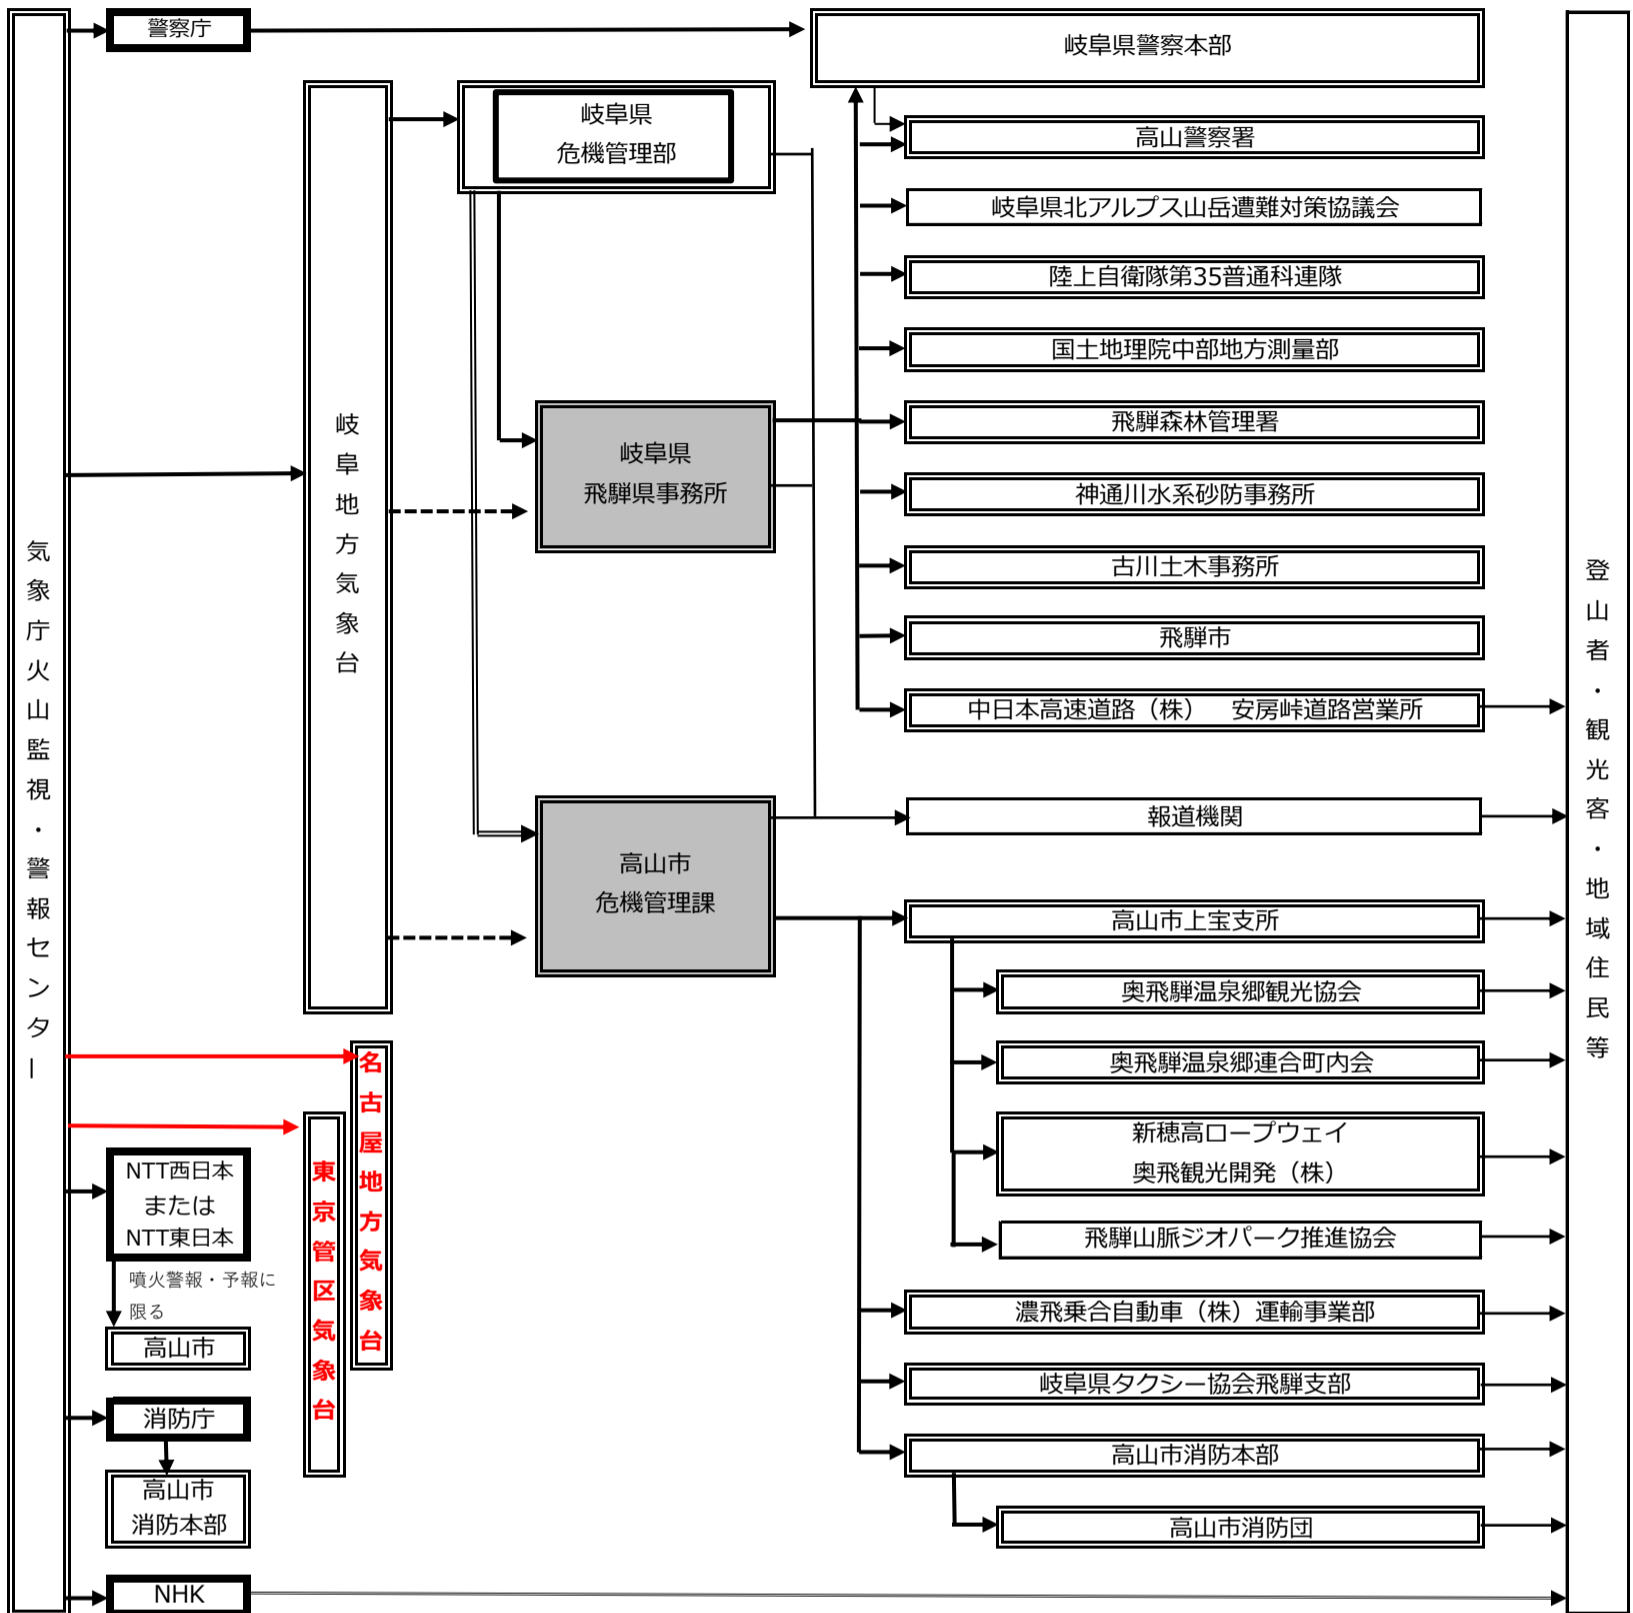 気象庁火山監視・警報センター
警察庁
岐阜地方気象台
岐阜県
危機管理部
岐阜県
飛騨県事務所
高山市
危機管理課
名古屋地方気象台
東京管区気象台
NTT西日本
または
NTT東日本
噴火警報・予報に
限る
高山市
消防庁
高山市
消防本部
NHK
岐阜県警察本部
高山警察署
岐阜県北アルプス山岳遭難対策協議会
陸上自衛隊第35普通科連隊
国土地理院中部地方測量部
飛騨森林管理署
神通川水系砂防事務所
古川土木事務所
飛騨市
中日本高速道路（株）　安房峠道路営業所
報道機関
高山市上宝支所
奥飛騨温泉郷観光協会
奥飛騨温泉郷連合町内会
新穂高ロープウェイ
奥飛観光開発（株）
飛騨山脈ジオパーク推進協会
濃飛乗合自動車（株）運輸事業部
岐阜県タクシー協会飛騨支部
高山市消防本部
高山市消防団
登山者・観光客・地域住民等